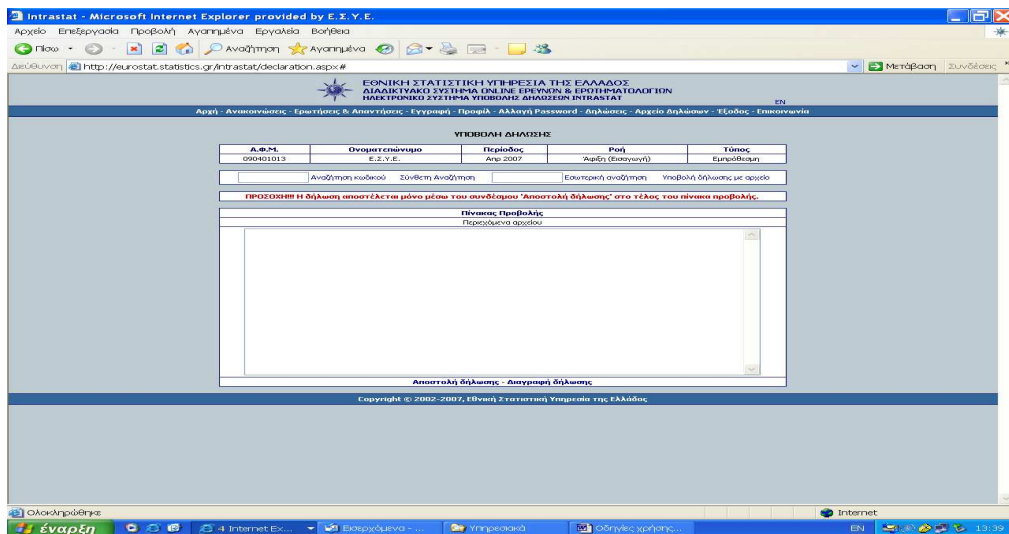 Intrastat - Microsoft Internet Explorer provided by Ε.Σ.Υ.Ε.
Αρχείο Επεξεργασία Προβολή Αγαπημένα Εργαλεία Βοήθεια
Πίσω Αναζήτηση Αγαπημένα
Διεύθυνση http://eurostat.statistics.gr/intrastat/declaration.aspx# Μετάβαση Συνδέσεις
ΕΘΝΙΚΗ ΣΤΑΤΙΣΤΙΚΗ ΥΠΗΡΕΣΙΑ ΤΗΣ ΕΛΛΑΔΟΣ
ΔΙΑΔΙΚΤΥΑΚΟ ΣΥΣΤΗΜΑ ONLINE ΕΡΕΥΝΩΝ & ΕΡΩΤΗΜΑΤΟΛΟΓΙΩΝ
ΗΛΕΚΤΡΟΝΙΚΟ ΣΥΣΤΗΜΑ ΥΠΟΒΟΛΗΣ ΔΗΛΩΣΕΩΝ INTRASTAT
EN
Αρχή - Ανακοινώσεις - Ερωτήσεις & Απαντήσεις - Εγγραφή - Προφίλ - Αλλαγή Password - Δηλώσεις - Αρχείο Δηλώσεων - Έξοδος - Επικοινωνία
ΥΠΟΒΟΛΗ ΔΗΛΩΣΗΣ
Α.Φ.Μ. Ονοματεπώνυμο Περίοδος Ροή Τύπος
090401013 Ε.Σ.Υ.Ε. Απρ 2007 Άφιξη (Εισαγωγή) Εμπρόθεσμη
Αναζήτηση κωδικού Σύνθετη Αναζήτηση Εσωτερική αναζήτηση Υποβολή δήλωσης με αρχείο
ΠΡΟΣΟΧΗ!!! Η δήλωση αποστέλεται μόνο μέσω του συνδέσμου 'Αποστολή δήλωσης' στο τέλος του πίνακα προβολής.
Πίνακας Προβολής
Περιεχόμενα αρχείου
Αποστολή δήλωσης - Διαγραφή δήλωσης
Copyright © 2002-2007, Εθνική Στατιστική Υπηρεσία της Ελλάδος
Ολοκληρώθηκε Internet
έναρξη 4 Internet Ex... Εισερχόμενα - ... Υπηρεσιακά Οδηγίες χρήσης... EN 13:39